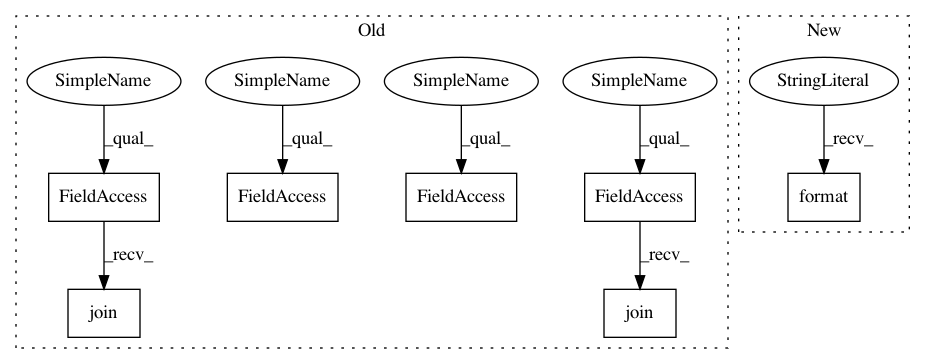 Old
New
SimpleName SimpleName SimpleName SimpleName StringLiteral
_qual_ _qual_ _qual_ _qual_ _recv_
FieldAccess FieldAccess FieldAccess FieldAccess format
_recv_ _recv_
join join